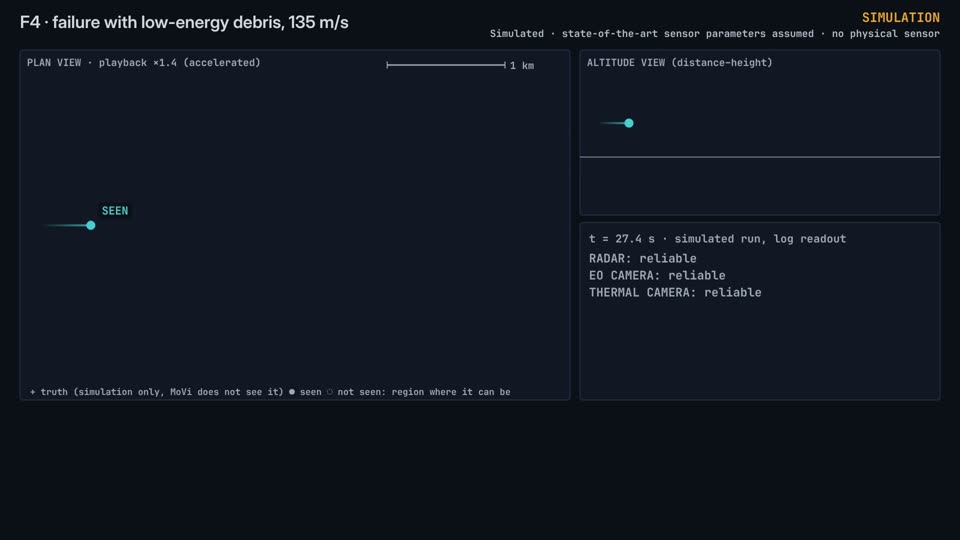 F4 · failure with low-energy debris, 135 m/s
SIMULATION
Simulated · state-of-the-art sensor parameters assumed · no physical sensor
PLAN VIEW · playback ×1.4 (accelerated)
1 km
SEEN
+ truth (simulation only, MoVi does not see it) ● seen ◌ not seen: region where it can be
ALTITUDE VIEW (distance-height)
t = 27.4 s · simulated run, log readout
RADAR: reliable
EO CAMERA: reliable
THERMAL CAMERA: reliable